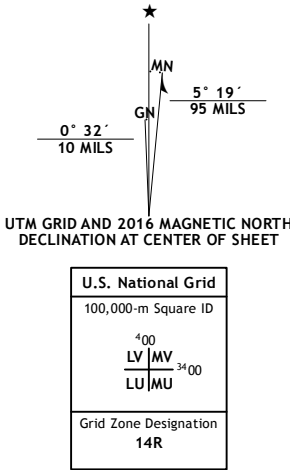 ★
MN
GN
5° 19´
95 MILS
0° 32´
10 MILS
UTM GRID AND 2016 MAGNETIC NORTH
DECLINATION AT CENTER OF SHEET
U.S. National Grid
100,000-m Square ID
400
LV MV
3400
LU MU
Grid Zone Designation
14R